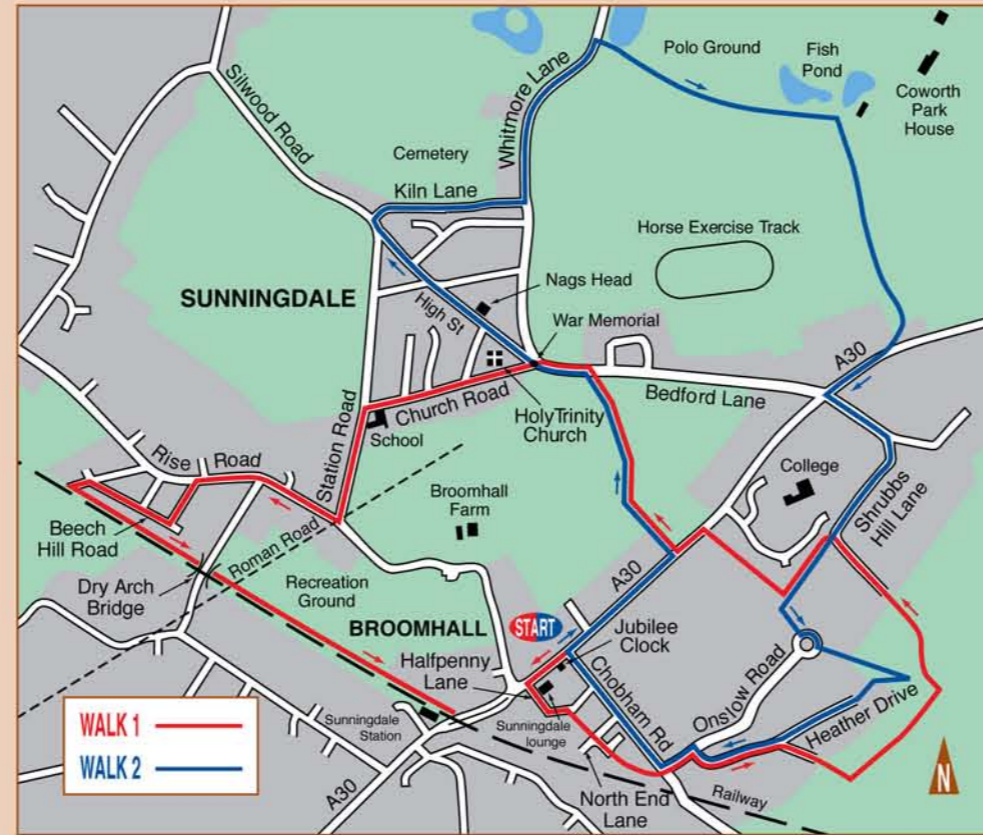 Polo Ground
Fish
Pond
Coworth
Park
House
Silwood Road
Whitmore Lane
Cemetery
Kiln Lane
Horse Exercise Track
SUNNINGDALE
Nags Head
High St
War Memorial
A30
Bedford Lane
Church Road
Holy Trinity
Church
School
Station Road
Rise Road
College
Shrubbs
Hill Lane
Broomhall
Farm
Beech
Hill Road
Roman Road
Dry Arch
Bridge
Recreation
Ground
A30
BROOMHALL
START
Jubilee
Clock
Halfpenny
Lane
Chobham Rd
Onslow Road
Heather Drive
WALK 1
WALK 2
Sunningdale
Station
Sunningdale
lounge
A30
North End
Lane
Railway
N